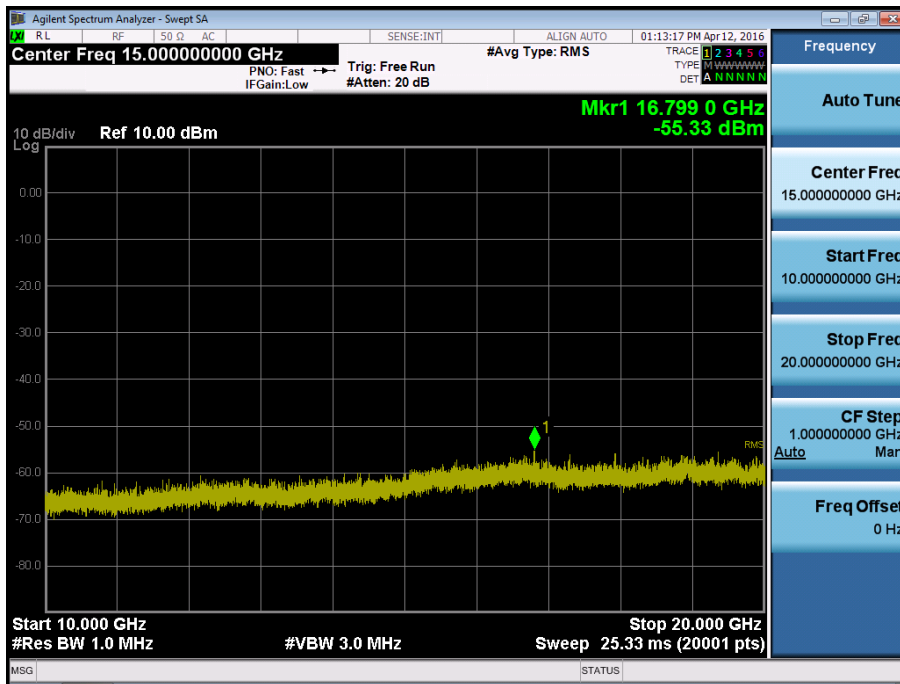 Agilent Spectrum Analyzer - Swept SA
LXI RL RF 50 Ω AC SENSE:INT ALIGN AUTO 01:13:17 PM Apr 12, 2016
Center Freq 15.000000000 GHz
PNO: Fast
IFGain:Low
Trig: Free Run
#Atten: 20 dB
#Avg Type: RMS
TRACE 1 2 3 4 5 6
TYPE M WWWWW
DET A N N N N N
Mkr1 16.799 0 GHz
-55.33 dBm
10 dB/div Ref 10.00 dBm
Log
0.00
-10.0
-20.0
-30.0
-40.0
-50.0
-60.0
-70.0
-80.0
1
RMS
Start 10.000 GHz Stop 20.000 GHz
#Res BW 1.0 MHz #VBW 3.0 MHz Sweep 25.33 ms (20001 pts)
MSG STATUS
Frequency
Auto Tune
Center Freq
15.000000000 GHz
Start Freq
10.000000000 GHz
Stop Freq
20.000000000 GHz
CF Step
1.000000000 GHz
Auto Man
Freq Offset
0 Hz